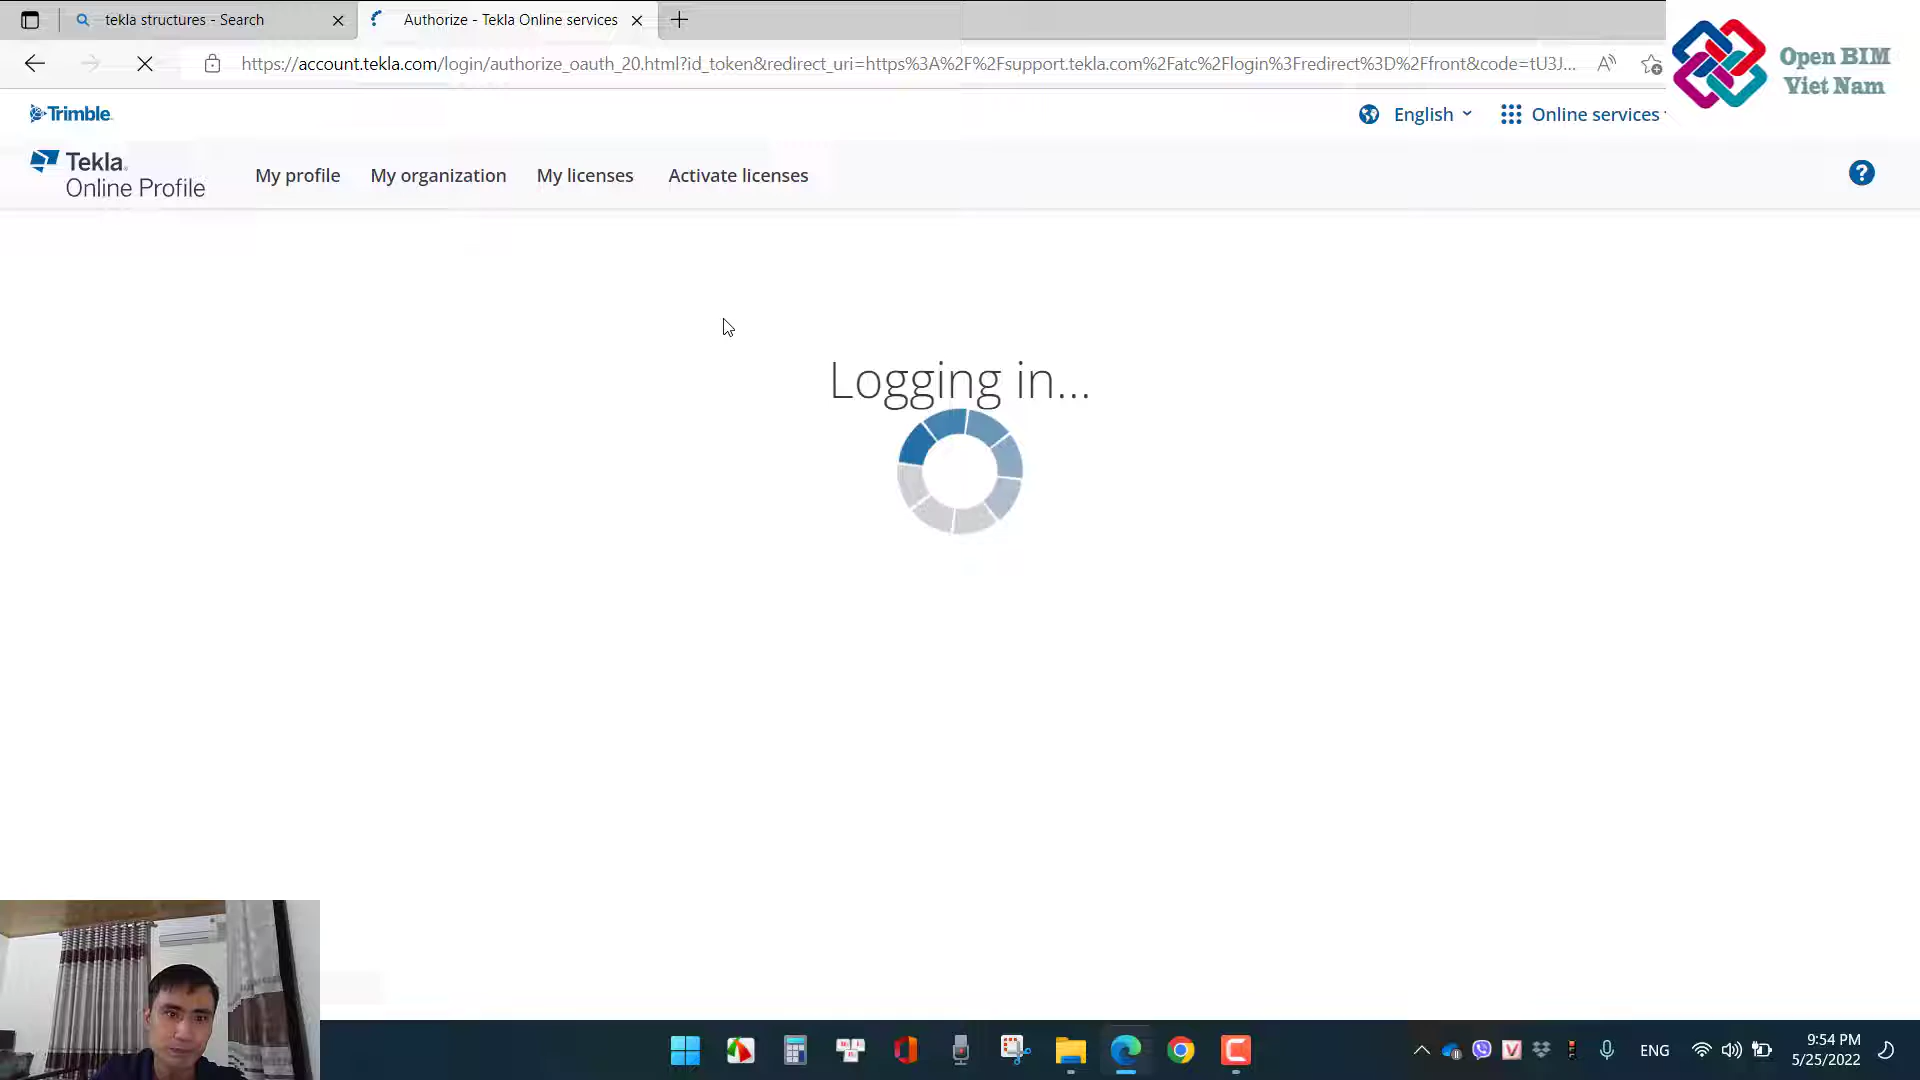 tekla structures - Search
Authorize - Tekla Online services
https://account.tekla.com/login/authorize_oauth_20.html?id_token&redirect_uri=https%3A%2F%2Fsupport.tekla.com%2Fatc%2Flogin%3Fredirect%3D%2Ffront&code=tU3J...
Open BIM
Viet Nam
Trimble
English
Online services
Tekla
Online Profile
My profile
My organization
My licenses
Activate licenses
?
Logging in...
ENG
9:54 PM
5/25/2022